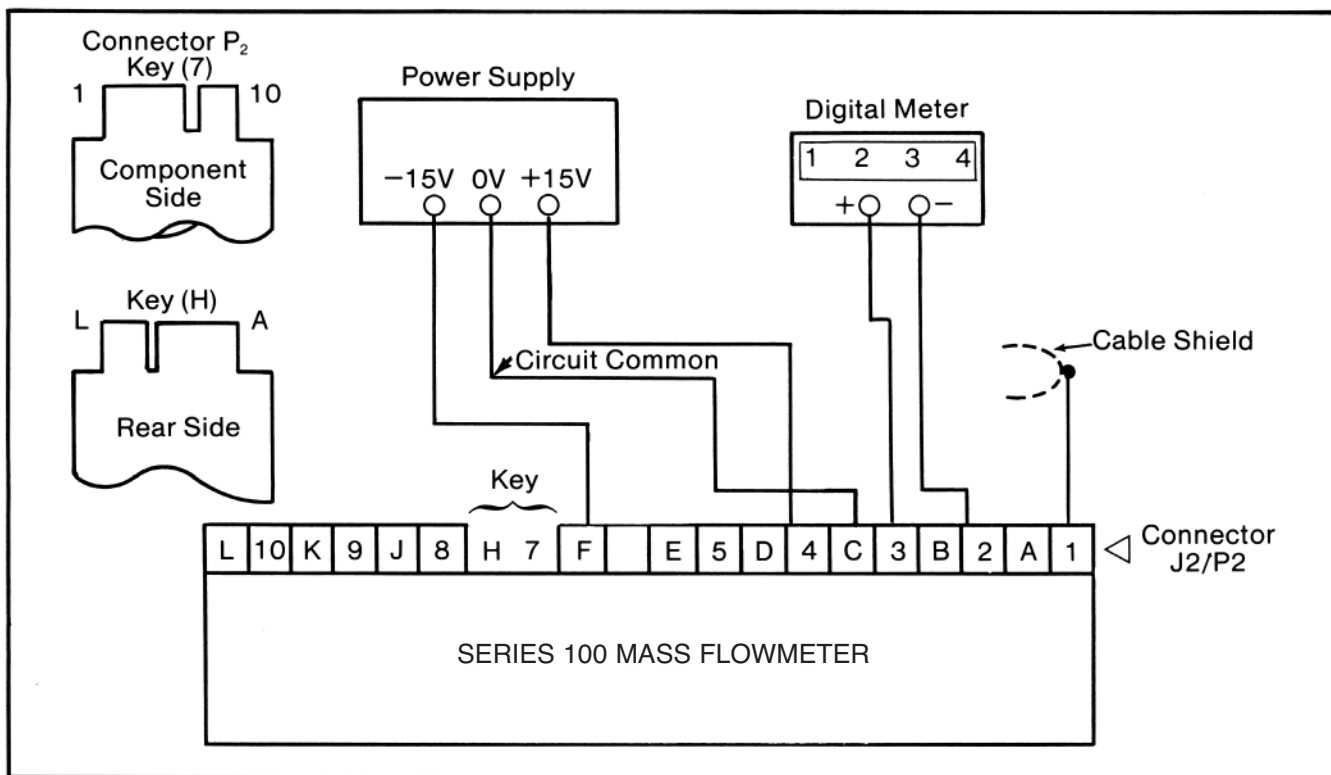 Connector P₂
Key (7)
1 10
Component
Side
Key (H)
L A
Rear Side
Power Supply
−15V 0V +15V
Digital Meter
1 2 3 4
+ −
Circuit Common
Cable Shield
Key
L 10 K 9 J 8 H 7 F E 5 D 4 C 3 B 2 A 1
Connector
J2/P2
SERIES 100 MASS FLOWMETER